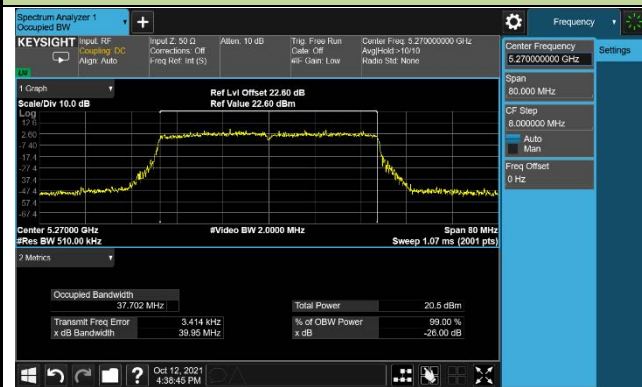 Spectrum Analyzer 1
Occupied BW
Frequency
KEYSIGHT
Input: RF
Coupling: DC
Align: Auto
Input Z: 50 Ω
Corrections: Off
Freq Ref: Int (S)
Atten: 10 dB
Trig: Free Run
Gate: Off
#IF Gain: Low
Center Freq: 5.270000000 GHz
Avg|Hold:>10/10
Radio Std: None
Center Frequency
5.270000000 GHz
Settings
Span
80.000 MHz
CF Step
8.000000 MHz
Auto
Man
Freq Offset
0 Hz
1 Graph
Scale/Div 10.0 dB
Ref Lvl Offset 22.60 dB
Ref Value 22.60 dBm
Log
12.6
2.60
-7.40
-17.4
-27.4
-37.4
-47.4
-57.4
-67.4
Center 5.27000 GHz
#Res BW 510.00 kHz
#Video BW 2.0000 MHz
Span 80 MHz
Sweep 1.07 ms (2001 pts)
2 Metrics
Occupied Bandwidth
37.702 MHz
Total Power 20.5 dBm
Transmit Freq Error 3.414 kHz
% of OBW Power 99.00 %
x dB Bandwidth 39.95 MHz
x dB -26.00 dB
Oct 12, 2021
4:38:45 PM